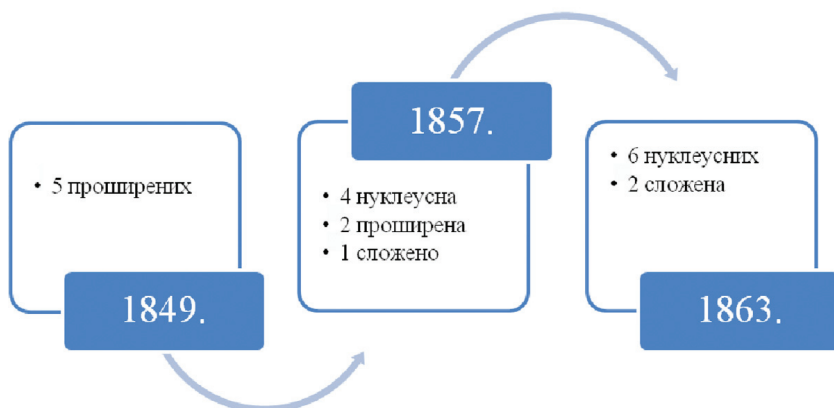 • 5 проширених
1849.
1857.
• 4 нуклеусна
• 2 проширена
• 1 сложено
• 6 нуклеусних
• 2 сложена
1863.